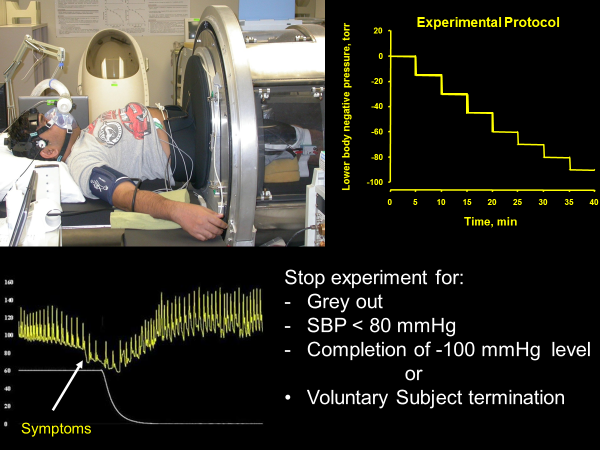 Experimental Protocol
Lower body negative pressure, torr
20
0
-20
-40
-60
-80
-100
0 5 10 15 20 25 30 35 40
Time, min
160
140
120
100
80
60
40
20
0
Symptoms
Stop experiment for:
- Grey out
- SBP < 80 mmHg
- Completion of -100 mmHg level
or
• Voluntary Subject termination